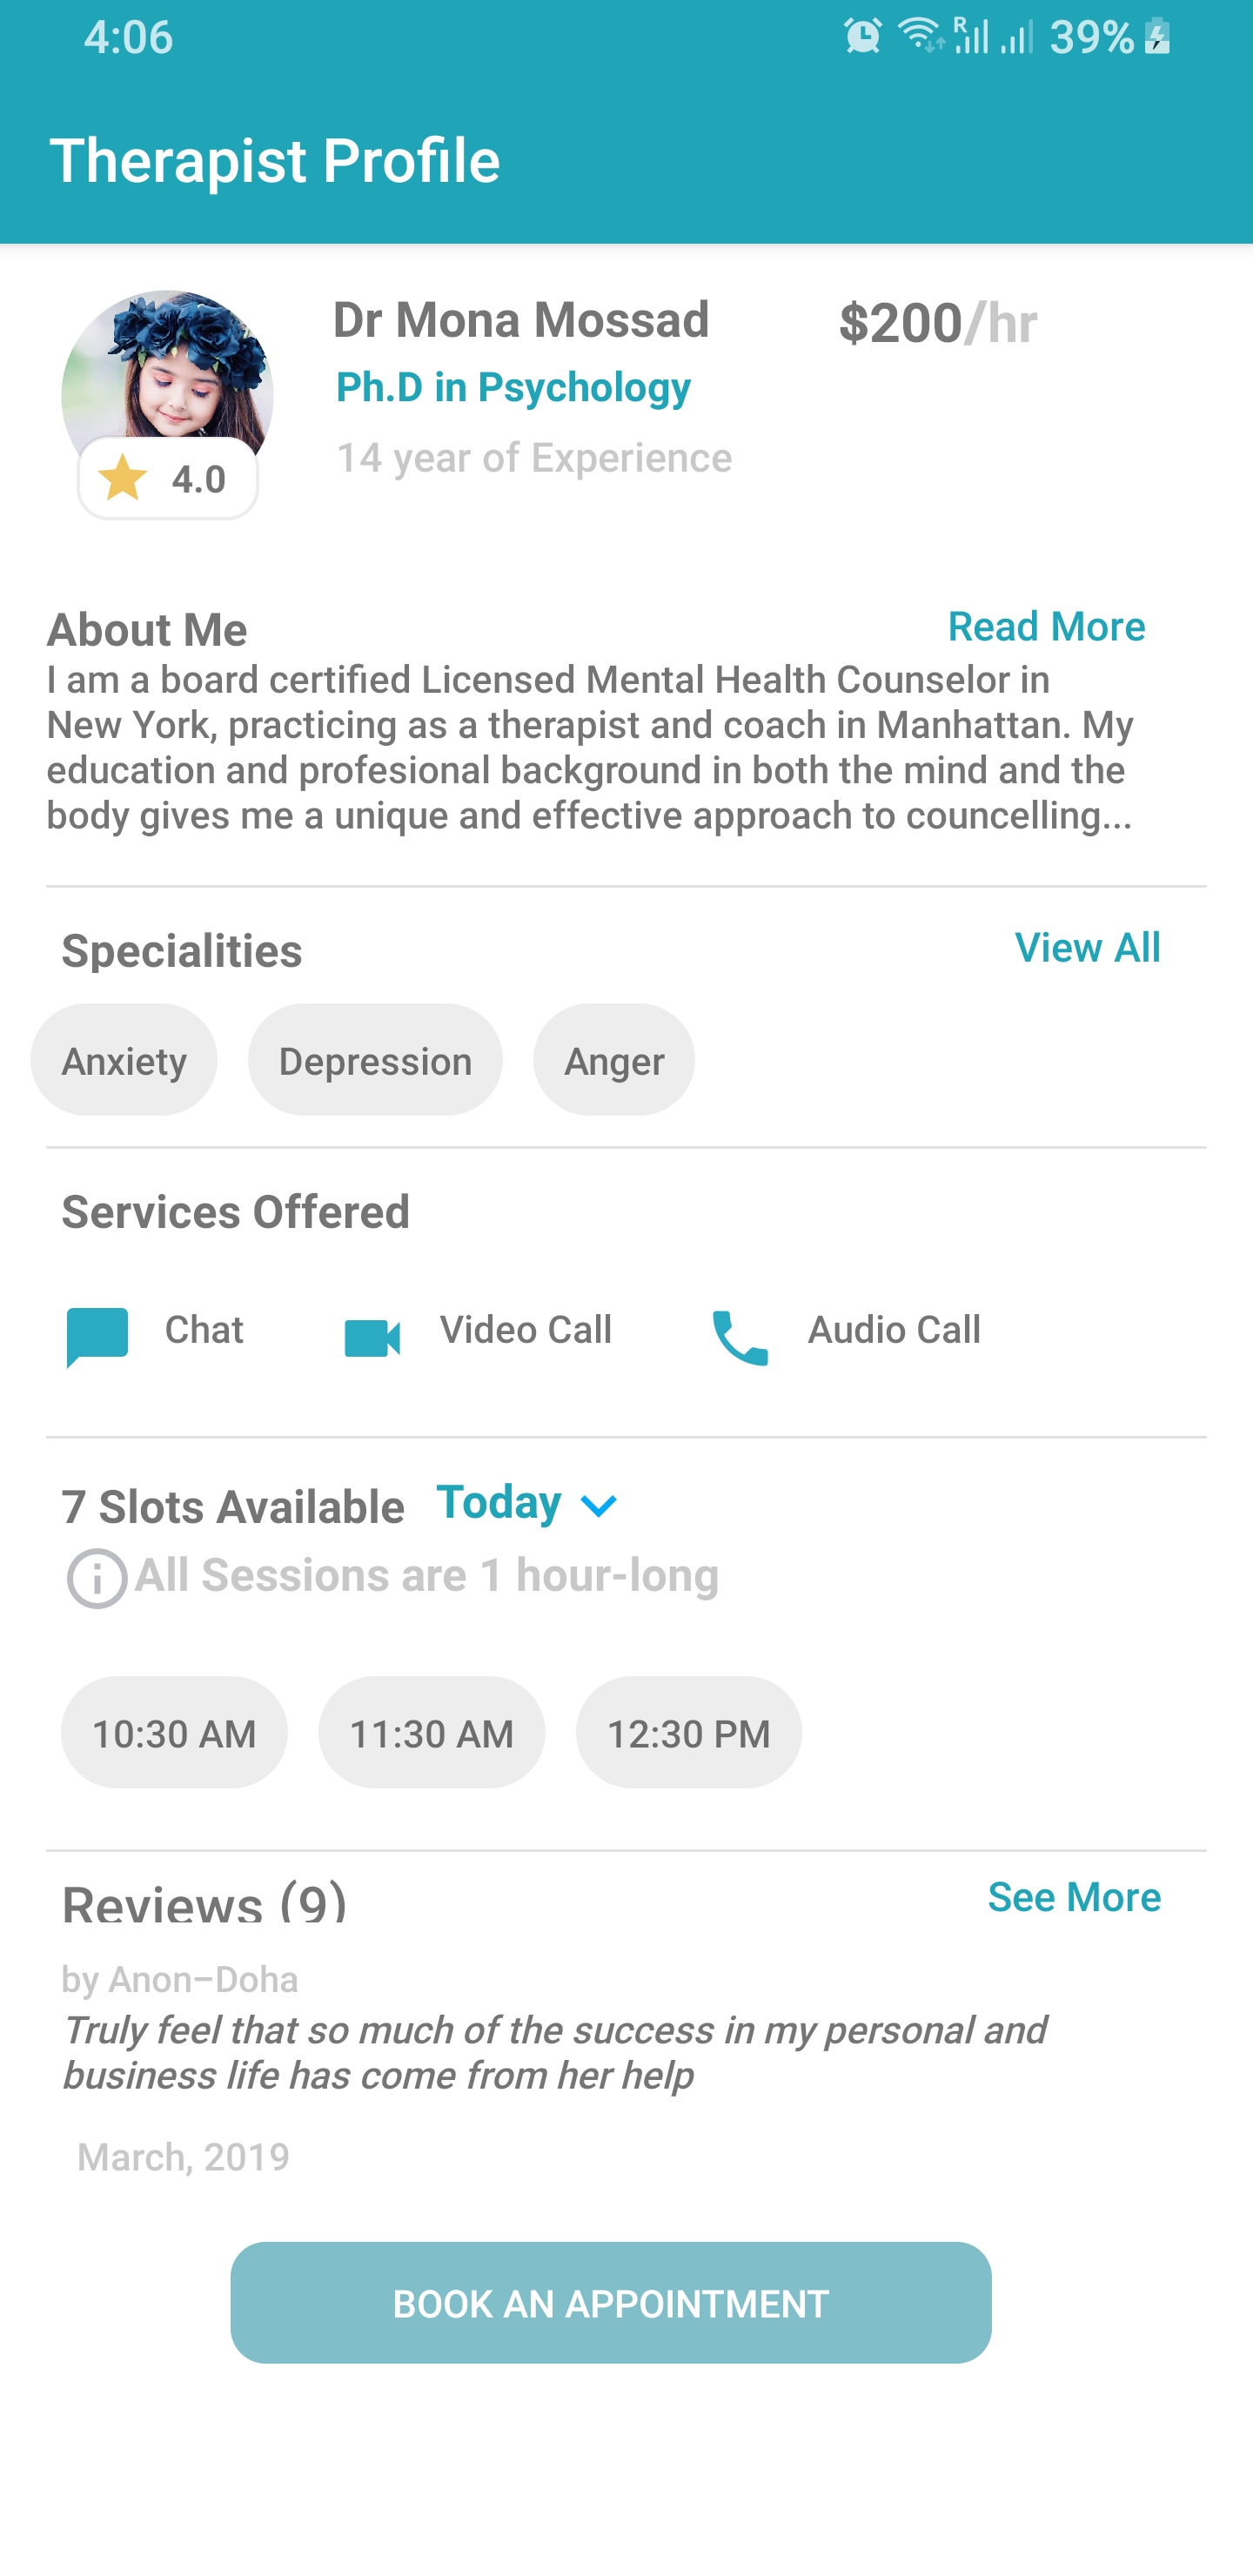 4:06
R 39%
Therapist Profile
Dr Mona Mossad
$200/hr
Ph.D in Psychology
14 year of Experience
4.0
About Me
Read More
I am a board certified Licensed Mental Health Counselor in
New York, practicing as a therapist and coach in Manhattan. My
education and profesional background in both the mind and the
body gives me a unique and effective approach to councelling...
Specialities
View All
Anxiety
Depression
Anger
Services Offered
Chat
Video Call
Audio Call
7 Slots Available
Today
All Sessions are 1 hour-long
10:30 AM
11:30 AM
12:30 PM
Reviews (9)
See More
by Anon–Doha
Truly feel that so much of the success in my personal and
business life has come from her help
March, 2019
BOOK AN APPOINTMENT